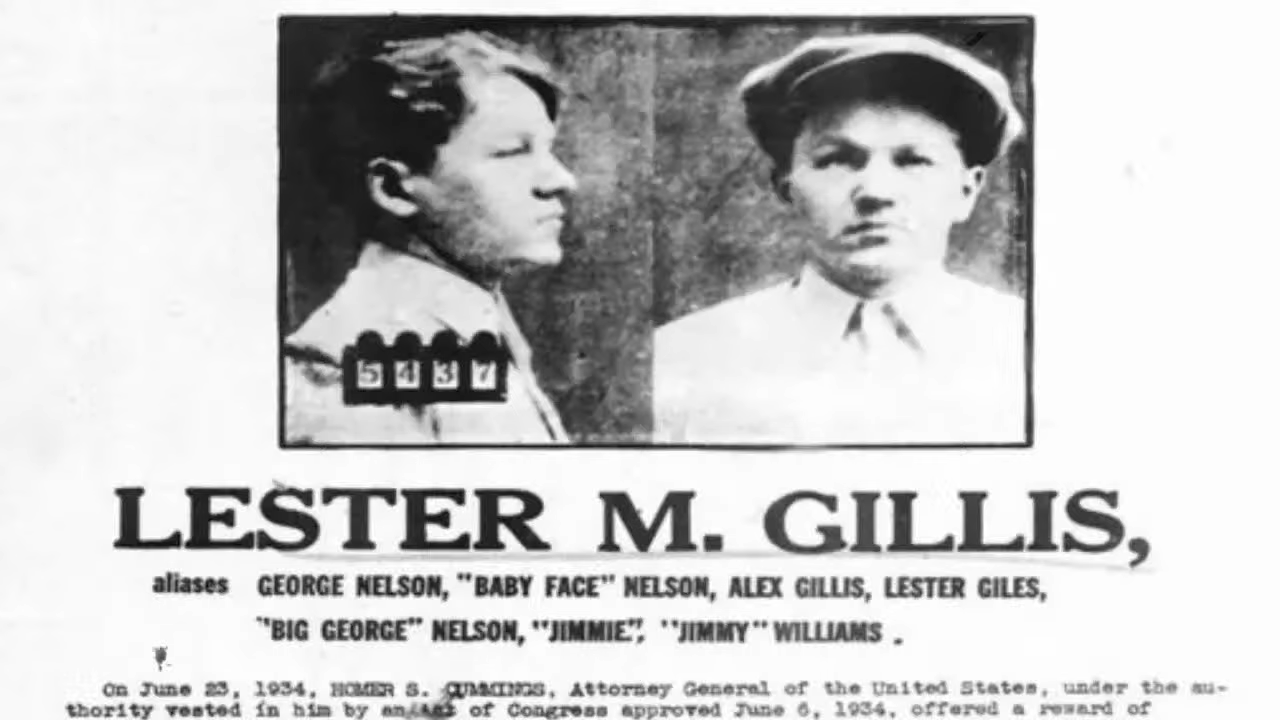 5437
LESTER M. GILLIS,
aliases GEORGE NELSON, "BABY FACE" NELSON, ALEX GILLIS, LESTER GILES,
"BIG GEORGE" NELSON, "JIMMIE", "JIMMY" WILLIAMS .
On June 23, 1934, HOMER S. CUMMINGS, Attorney General of the United States, under the au-
thority vested in him by an Act of Congress approved June 6, 1934, offered a reward of